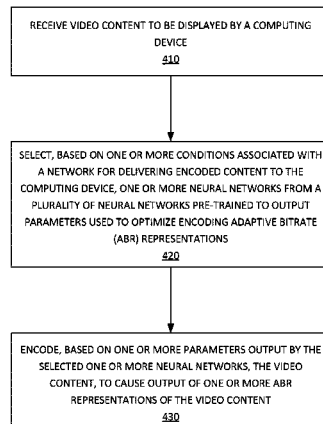 RECEIVE VIDEO CONTENT TO BE DISPLAYED BY A COMPUTING
DEVICE
410
SELECT, BASED ON ONE OR MORE CONDITIONS ASSOCIATED WITH
A NETWORK FOR DELIVERING ENCODED CONTENT TO THE
COMPUTING DEVICE, ONE OR MORE NEURAL NETWORKS FROM A
PLURALITY OF NEURAL NETWORKS PRE-TRAINED TO OUTPUT
PARAMETERS USED TO OPTIMIZE ENCODING ADAPTIVE BITRATE
(ABR) REPRESENTATIONS
420
ENCODE, BASED ON ONE OR MORE PARAMETERS OUTPUT BY THE
SELECTED ONE OR MORE NEURAL NETWORKS, THE VIDEO
CONTENT, TO CAUSE OUTPUT OF ONE OR MORE ABR
REPRESENTATIONS OF THE VIDEO CONTENT
430